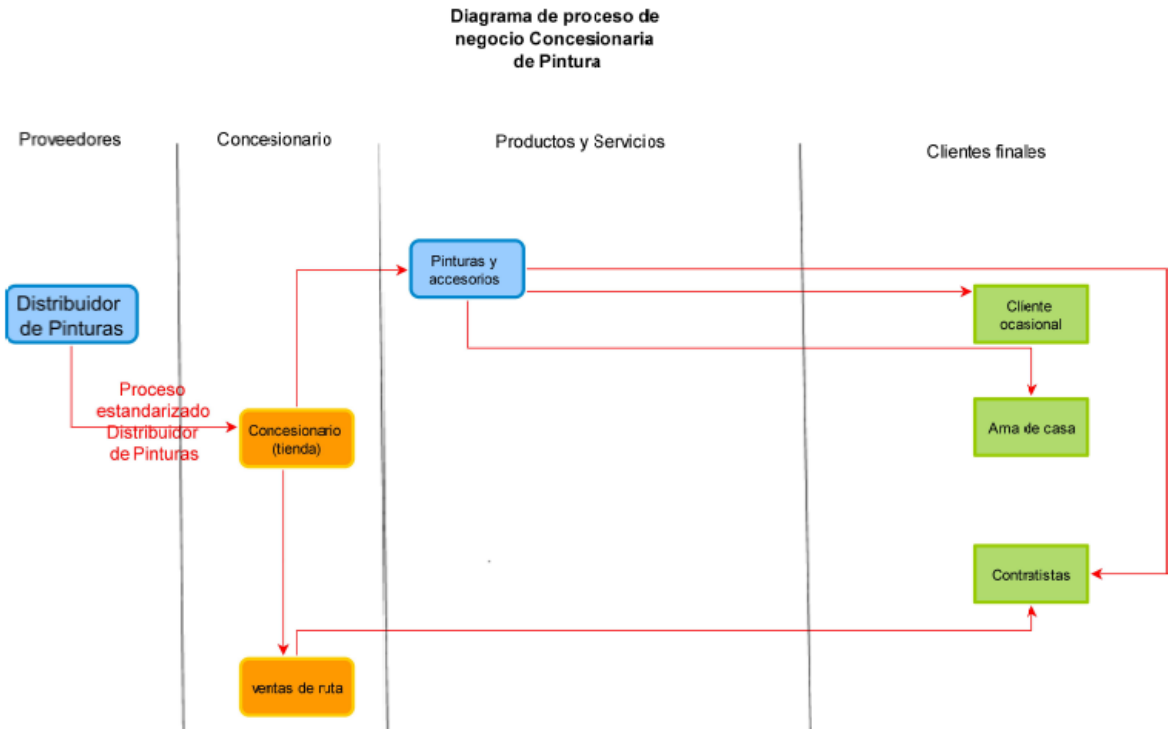 Diagrama de proceso de
negocio Concesionaria
de Pintura
Proveedores
Concesionario
Productos y Servicios
Clientes finales
Distribuidor
de Pinturas
Proceso
estandarizado
Distribuidor
de Pinturas
Concesionario
(tienda)
ventas de ruta
Pinturas y
accesorios
Cliente
ocasional
Ama de casa
Contratistas